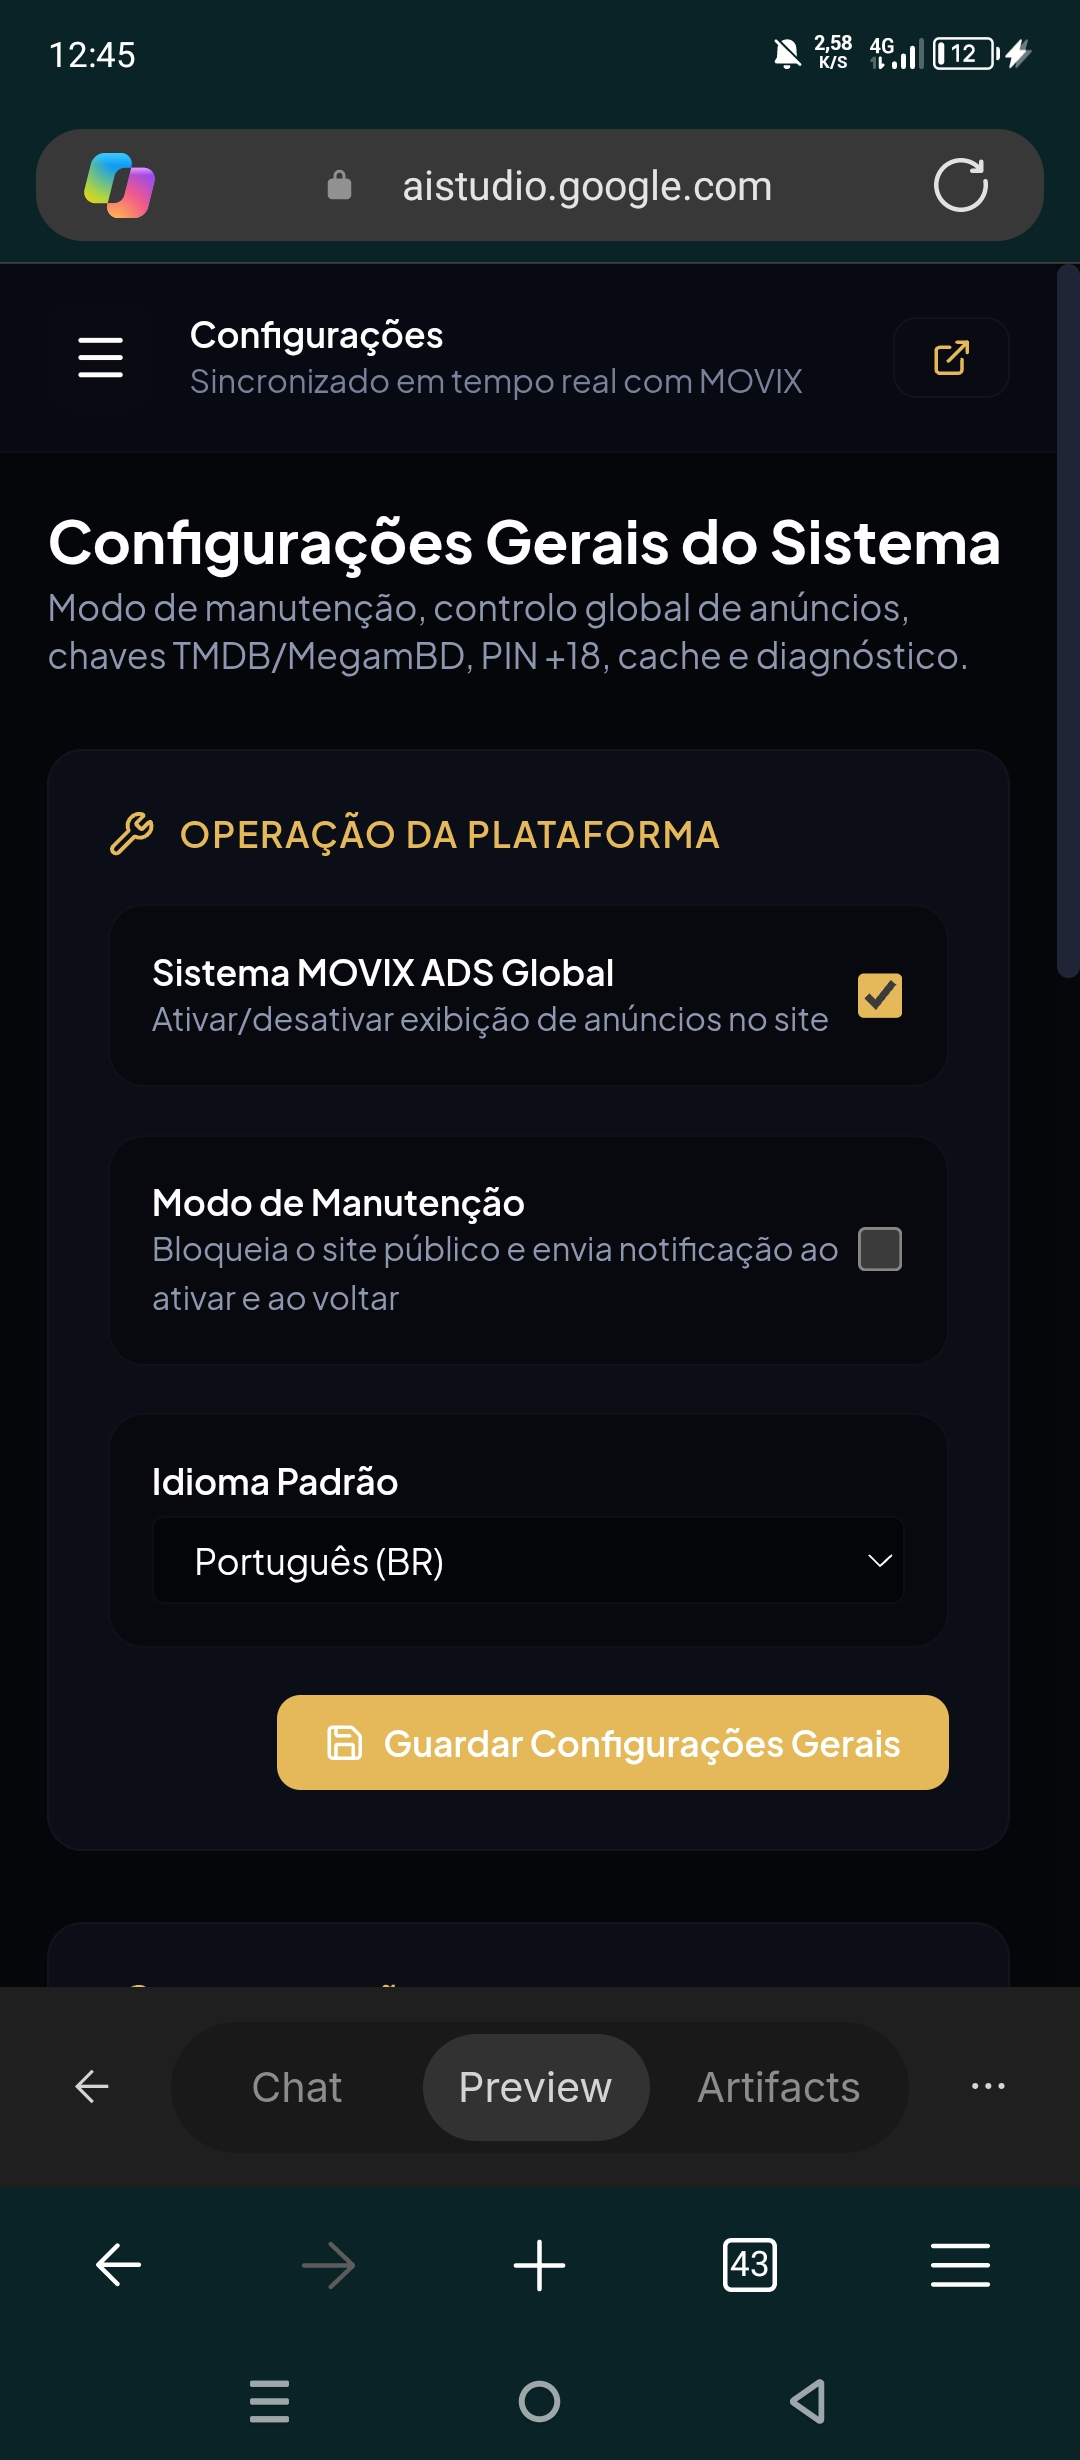 12:45
2,58
K/S
4G
12
aistudio.google.com
Configurações
Sincronizado em tempo real com MOVIX
Configurações Gerais do Sistema
Modo de manutenção, controlo global de anúncios,
chaves TMDB/MegamBD, PIN +18, cache e diagnóstico.
OPERAÇÃO DA PLATAFORMA
Sistema MOVIX ADS Global
Ativar/desativar exibição de anúncios no site
Modo de Manutenção
Bloqueia o site público e envia notificação ao
ativar e ao voltar
Idioma Padrão
Português (BR)
Guardar Configurações Gerais
Chat
Preview
Artifacts
43